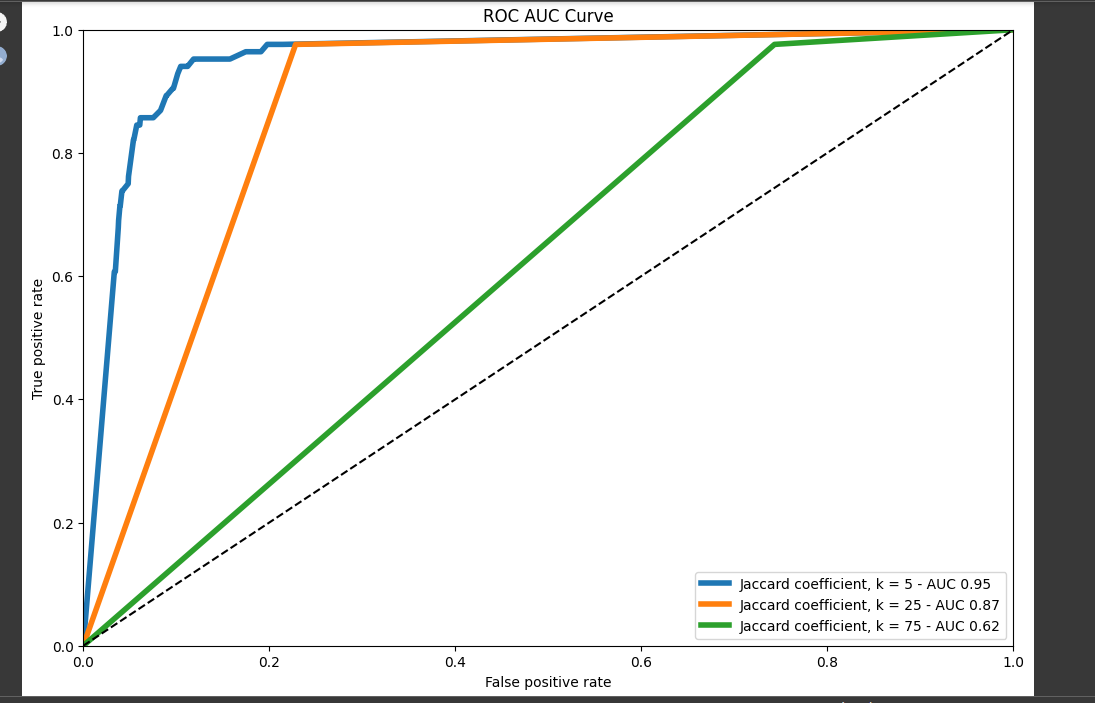 ROC AUC Curve
1.0
0.8
0.6
0.4
0.2
0.0
True positive rate
Jaccard coefficient, k = 5 - AUC 0.95
Jaccard coefficient, k = 25 - AUC 0.87
Jaccard coefficient, k = 75 - AUC 0.62
0.0 0.2 0.4 0.6 0.8 1.0
False positive rate